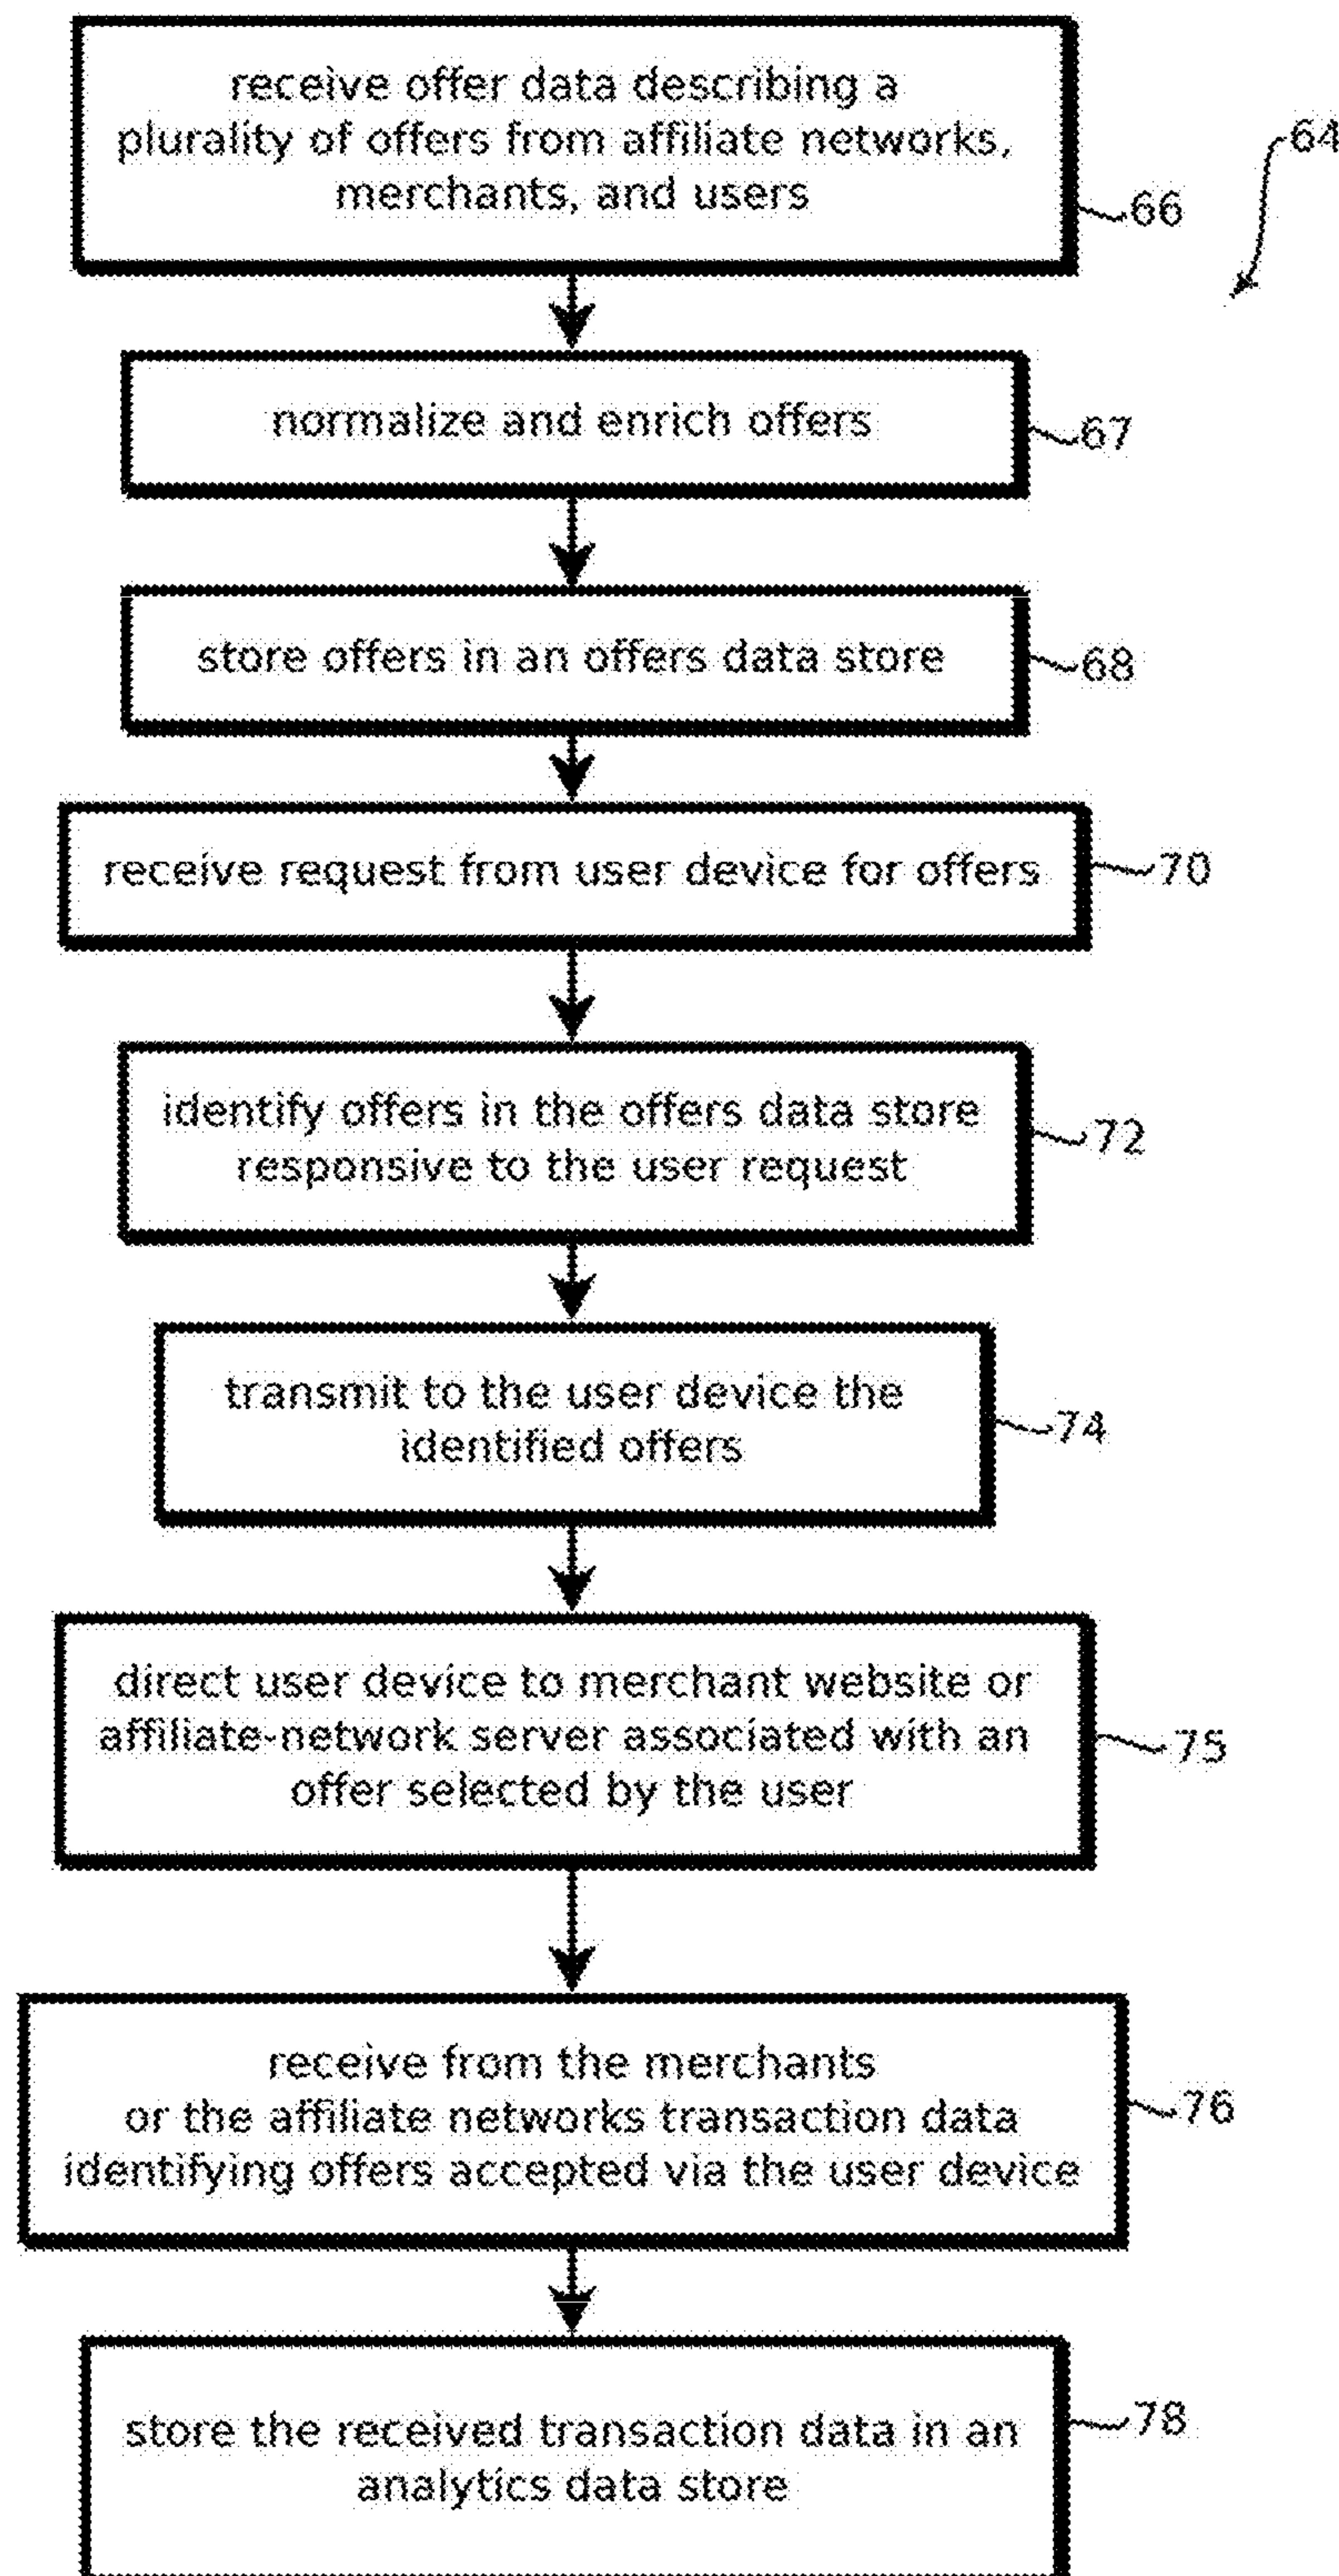 receive offer data describing a
plurality of offers from affiliate networks,
merchants, and users
64
66
normalize and enrich offers
67
store offers in an offers data store
68
receive request from user device for offers
70
identify offers in the offers data store
responsive to the user request
72
transmit to the user device the
identified offers
74
direct user device to merchant website or
affiliate-network server associated with an
offer selected by the user
75
receive from the merchants
or the affiliate networks transaction data
identifying offers accepted via the user device
76
store the received transaction data in an
analytics data store
78